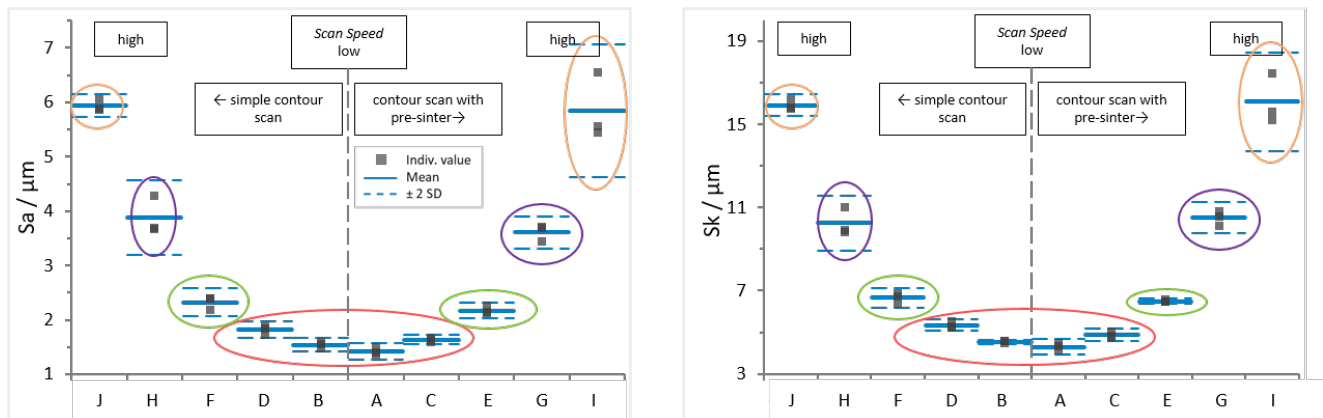 high
Scan Speed
low
high
← simple contour
scan
contour scan with
pre-sinter→
Indiv. value
Mean
± 2 SD
Sa / µm
7
6
5
4
3
2
1
J H F D B A C E G I
high
Scan Speed
low
high
← simple contour
scan
contour scan with
pre-sinter→
Sk / µm
19
15
11
7
3
J H F D B A C E G I